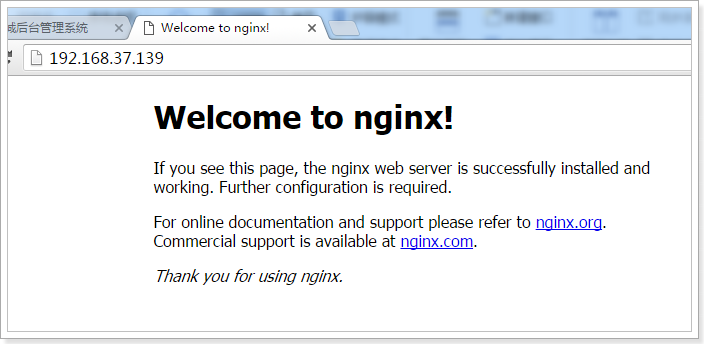 城后台管理系统
Welcome to nginx!
192.168.37.139
Welcome to nginx!
If you see this page, the nginx web server is successfully installed and
working. Further configuration is required.
For online documentation and support please refer to nginx.org.
Commercial support is available at nginx.com.
Thank you for using nginx.